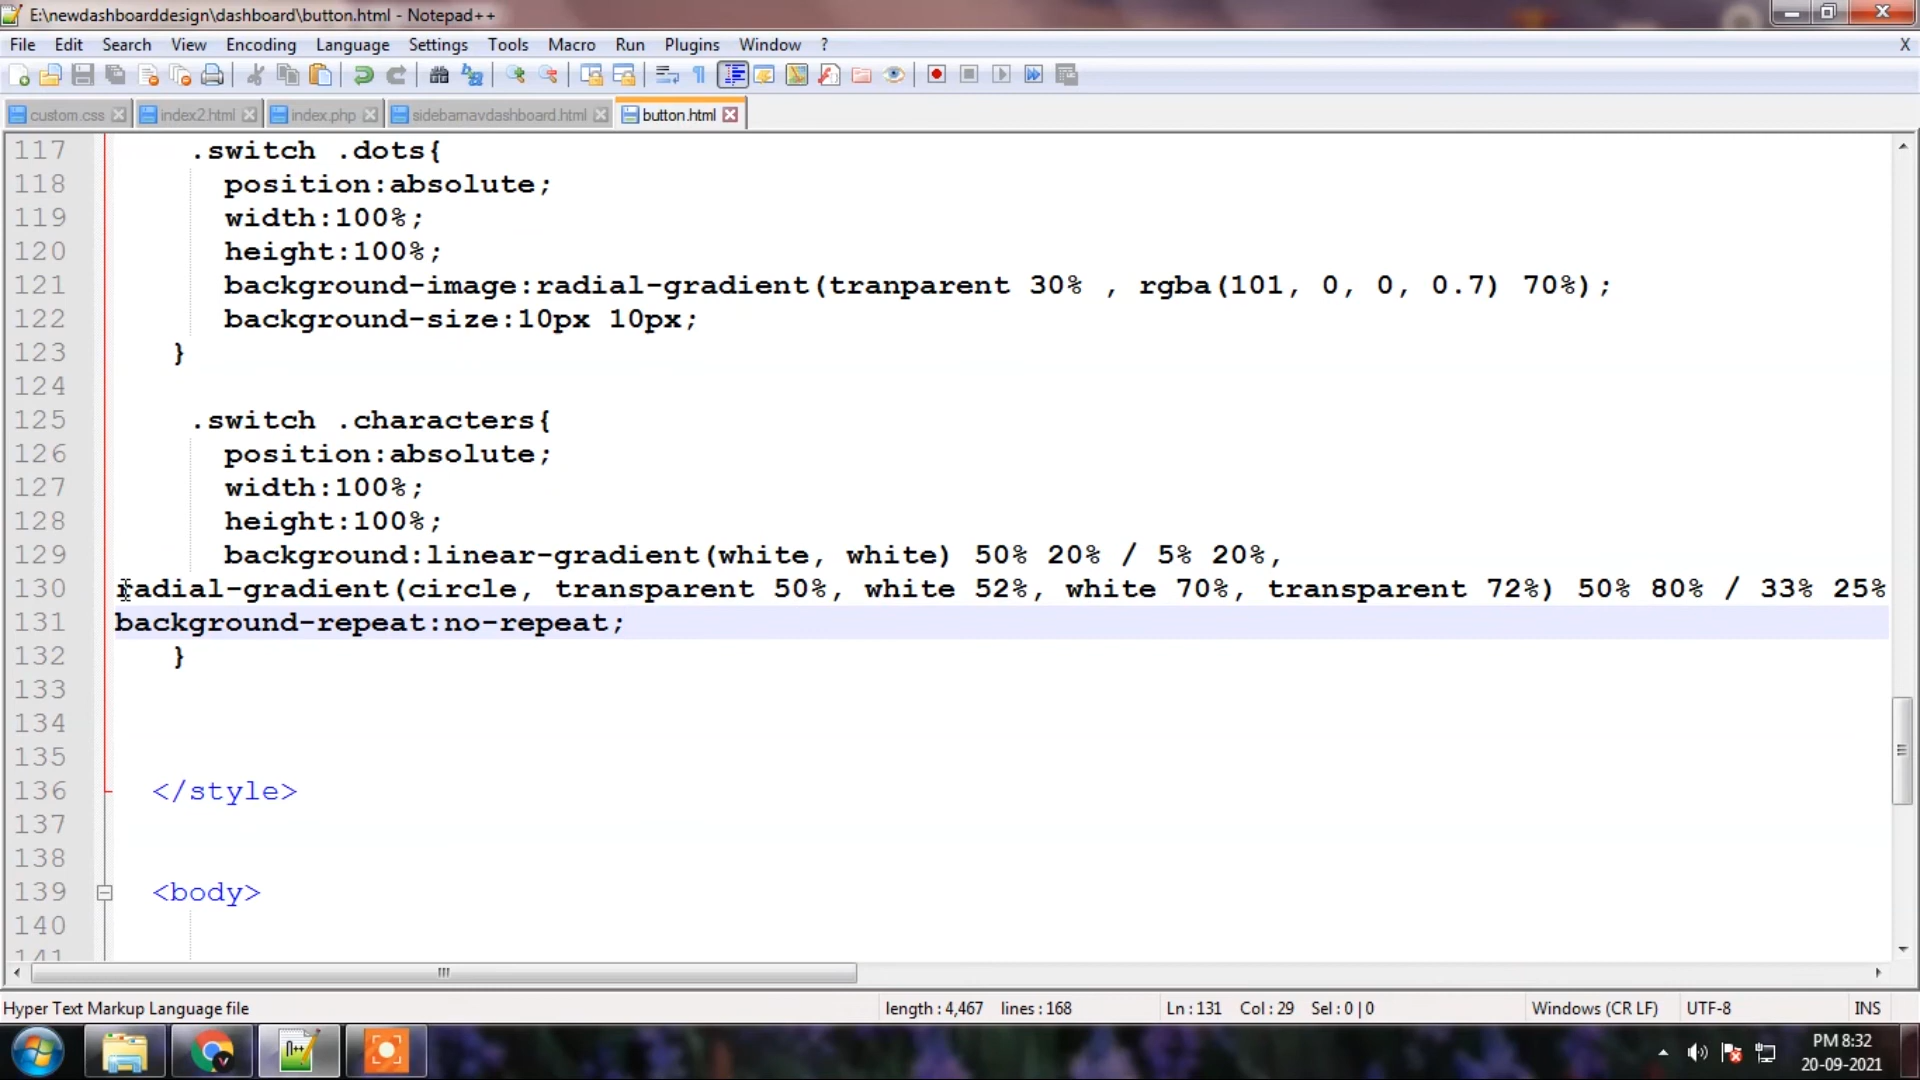 E:\newdashboarddesign\dashboard\button.html - Notepad++
File Edit Search View Encoding Language Settings Tools Macro Run Plugins Window ? X
custom.css index2.html index.php sidebarnavdashboard.html button.html
117 .switch .dots{
118 position:absolute;
119 width:100%;
120 height:100%;
121 background-image:radial-gradient(tranparent 30% , rgba(101, 0, 0, 0.7) 70%);
122 background-size:10px 10px;
123 }
124
125 .switch .characters{
126 position:absolute;
127 width:100%;
128 height:100%;
129 background:linear-gradient(white, white) 50% 20% / 5% 20%,
130 radial-gradient(circle, transparent 50%, white 52%, white 70%, transparent 72%) 50% 80% / 33% 25%
131 background-repeat:no-repeat;
132 }
133
134
135
136 </style>
137
138
139 <body>
140
141
Hyper Text Markup Language file length : 4,467 lines : 168 Ln : 131 Col : 29 Sel : 0 | 0 Windows (CR LF) UTF-8 INS
PM 8:32
20-09-2021